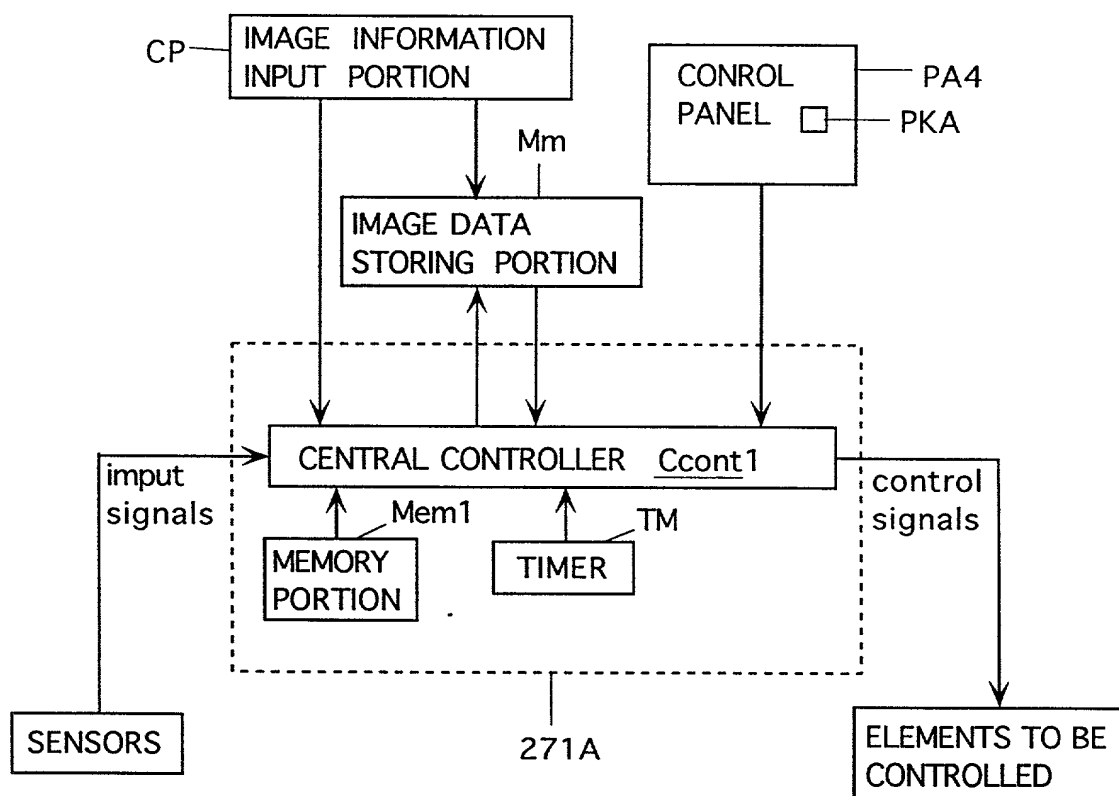 CP
IMAGE INFORMATION
INPUT PORTION
CONROL
PANEL
PA4
PKA
Mm
IMAGE DATA
STORING PORTION
CENTRAL CONTROLLER Ccont1
imput
signals
control
signals
Mem1
TM
MEMORY
PORTION
TIMER
SENSORS
271A
ELEMENTS TO BE
CONTROLLED